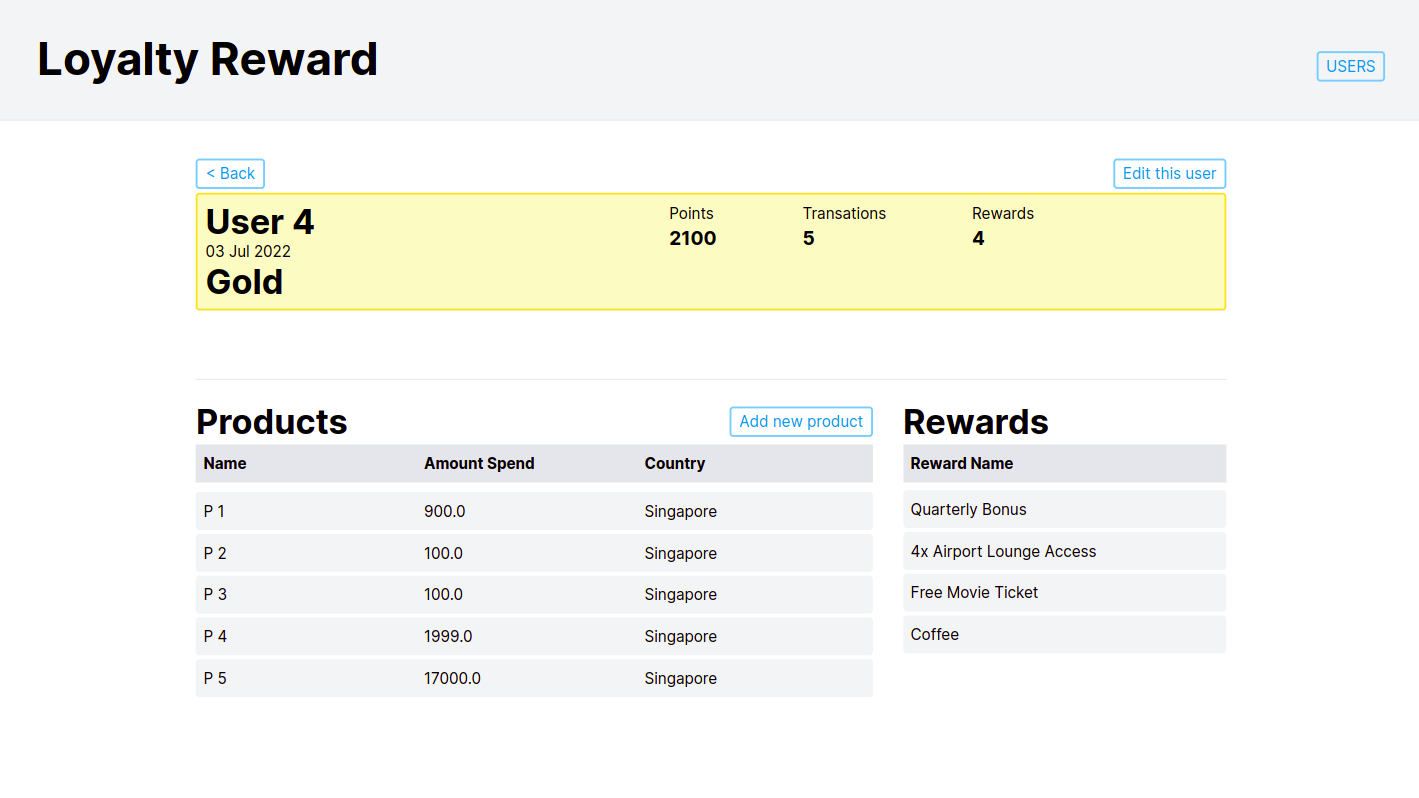 Loyalty Reward
USERS
< Back
Edit this user
User 4
03 Jul 2022
Gold
Points
2100
Transations
5
Rewards
4
Products
Add new product
Name Amount Spend Country
P 1 900.0 Singapore
P 2 100.0 Singapore
P 3 100.0 Singapore
P 4 1999.0 Singapore
P 5 17000.0 Singapore
Rewards
Reward Name
Quarterly Bonus
4x Airport Lounge Access
Free Movie Ticket
Coffee